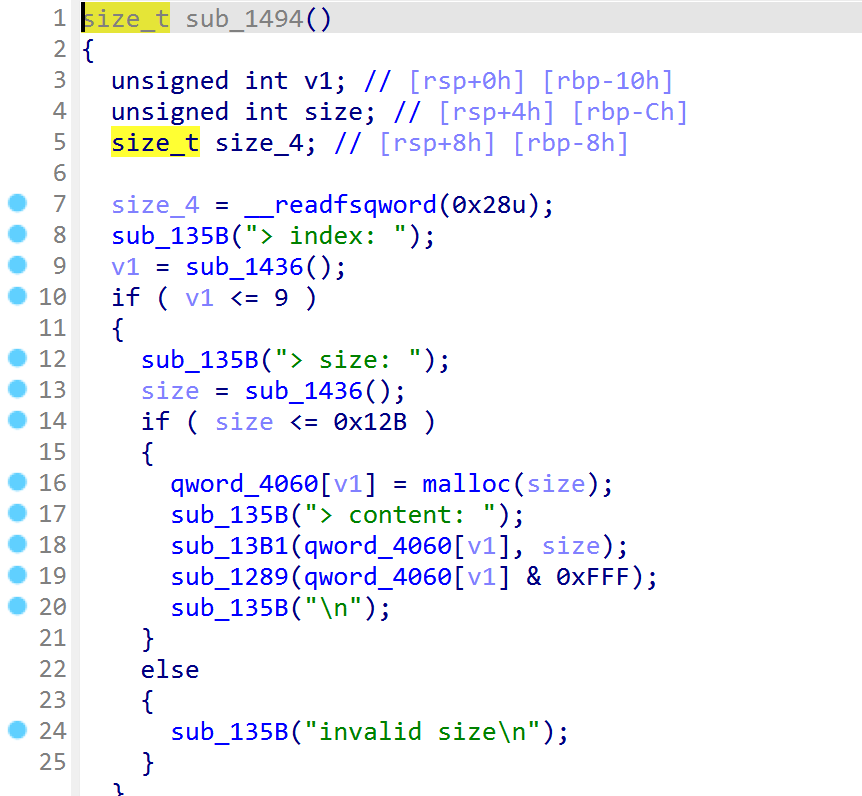 1 size_t sub_1494()
2 {
3 unsigned int v1; // [rsp+0h] [rbp-10h]
4 unsigned int size; // [rsp+4h] [rbp-Ch]
5 size_t size_4; // [rsp+8h] [rbp-8h]
6
7 size_4 = __readfsqword(0x28u);
8 sub_135B("> index: ");
9 v1 = sub_1436();
10 if ( v1 <= 9 )
11 {
12 sub_135B("> size: ");
13 size = sub_1436();
14 if ( size <= 0x12B )
15 {
16 qword_4060[v1] = malloc(size);
17 sub_135B("> content: ");
18 sub_13B1(qword_4060[v1], size);
19 sub_1289(qword_4060[v1] & 0xFFF);
20 sub_135B("\n");
21 }
22 else
23 {
24 sub_135B("invalid size\n");
25 }
}